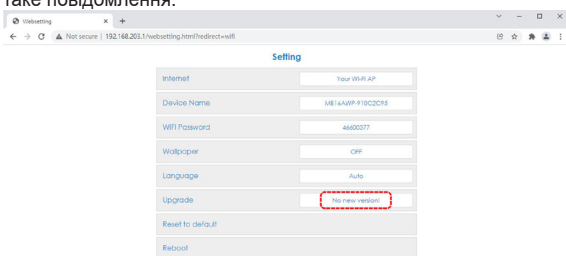 таке повідомлення.
Websetting
Not secure | 192.168.203.1/websetting.html?redirect=wifi
Setting
Internet Your Wi-Fi AP
Device Name MB16AWP-910C2C95
WIFI Password 46600377
Wallpaper OFF
Language Auto
Upgrade No new version!
Reset to default
Reboot